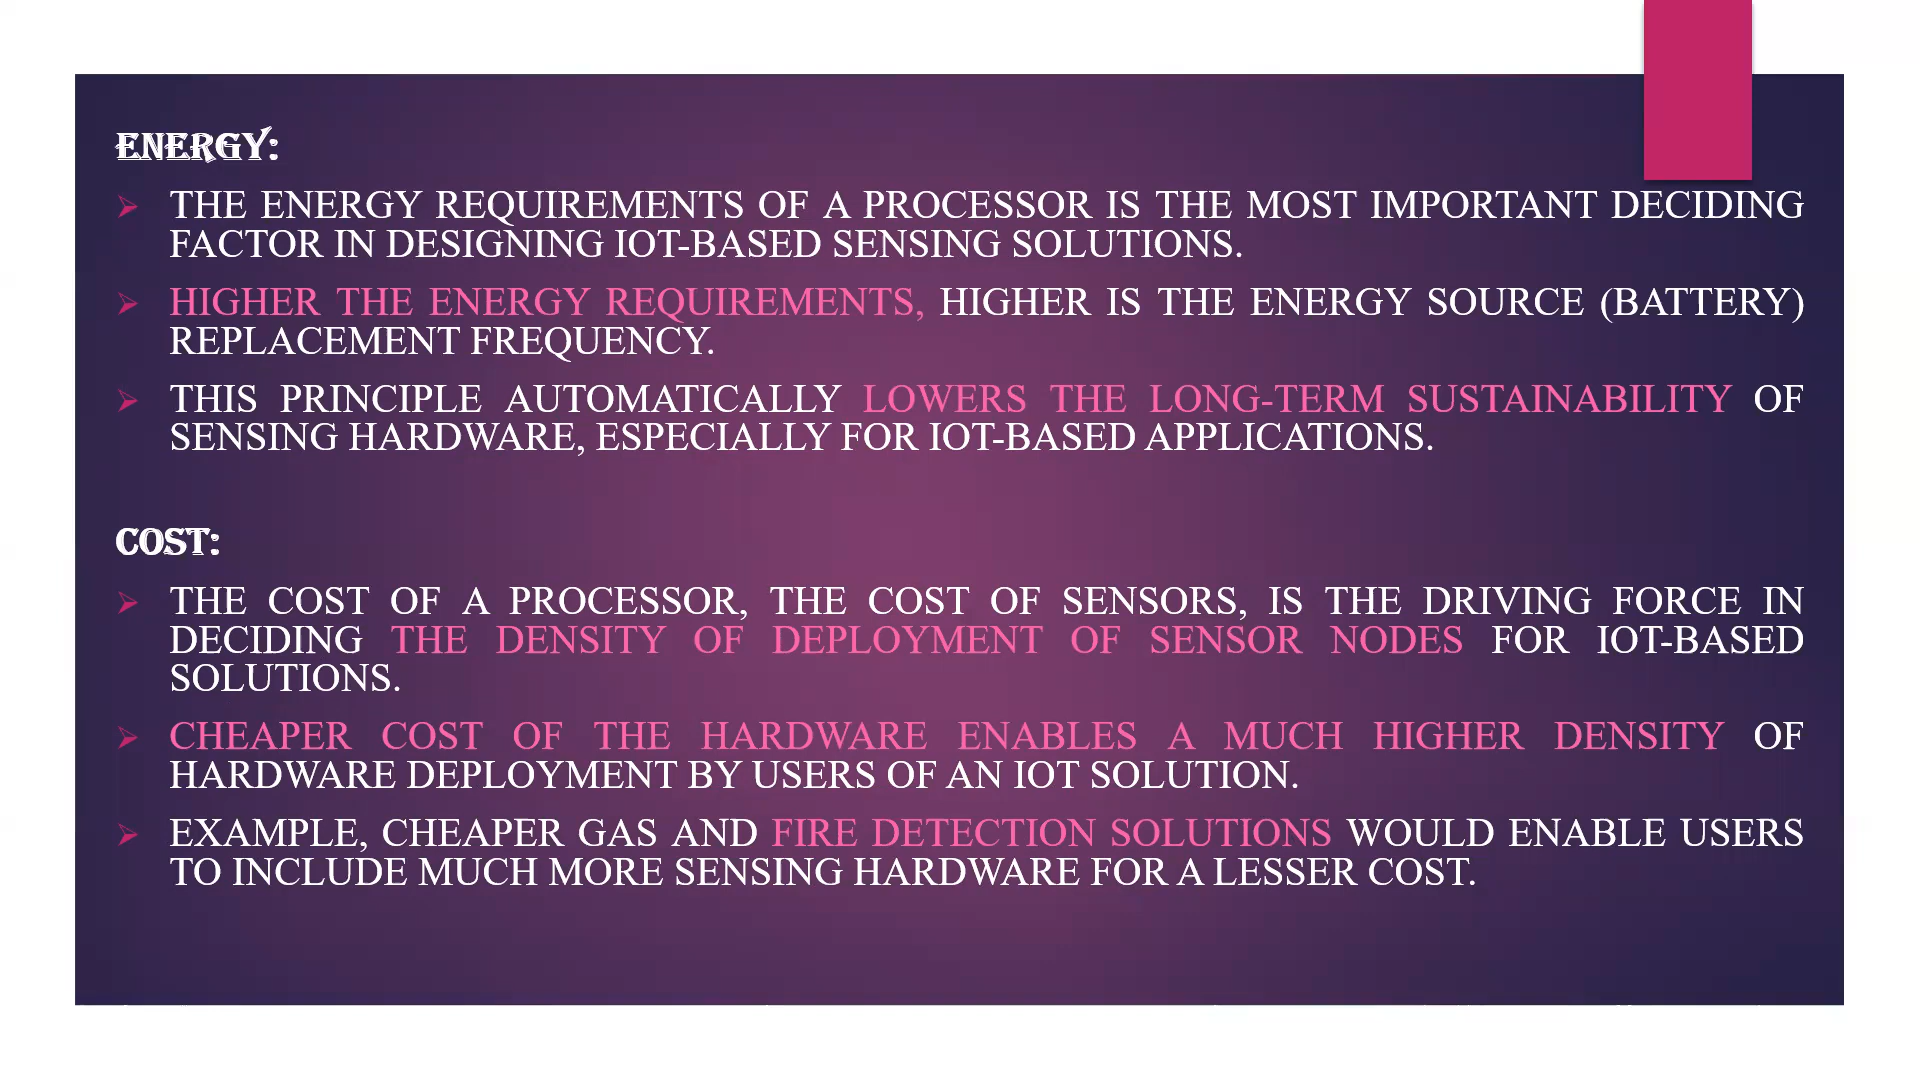 ENERGY:
THE ENERGY REQUIREMENTS OF A PROCESSOR IS THE MOST IMPORTANT DECIDING
FACTOR IN DESIGNING IOT-BASED SENSING SOLUTIONS.
HIGHER THE ENERGY REQUIREMENTS, HIGHER IS THE ENERGY SOURCE (BATTERY)
REPLACEMENT FREQUENCY.
THIS PRINCIPLE AUTOMATICALLY LOWERS THE LONG-TERM SUSTAINABILITY OF
SENSING HARDWARE, ESPECIALLY FOR IOT-BASED APPLICATIONS.
COST:
THE COST OF A PROCESSOR, THE COST OF SENSORS, IS THE DRIVING FORCE IN
DECIDING THE DENSITY OF DEPLOYMENT OF SENSOR NODES FOR IOT-BASED
SOLUTIONS.
CHEAPER COST OF THE HARDWARE ENABLES A MUCH HIGHER DENSITY OF
HARDWARE DEPLOYMENT BY USERS OF AN IOT SOLUTION.
EXAMPLE, CHEAPER GAS AND FIRE DETECTION SOLUTIONS WOULD ENABLE USERS
TO INCLUDE MUCH MORE SENSING HARDWARE FOR A LESSER COST.